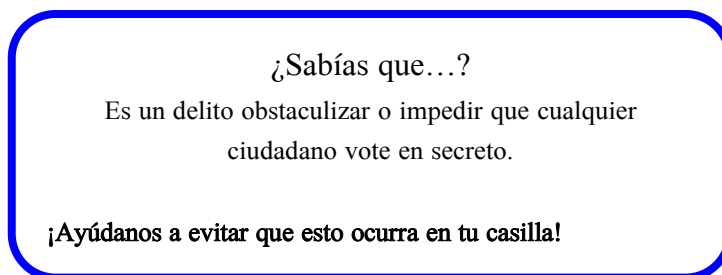 ¿Sabías que…?
Es un delito obstaculizar o impedir que cualquier
ciudadano vote en secreto.
¡Ayúdanos a evitar que esto ocurra en tu casilla!